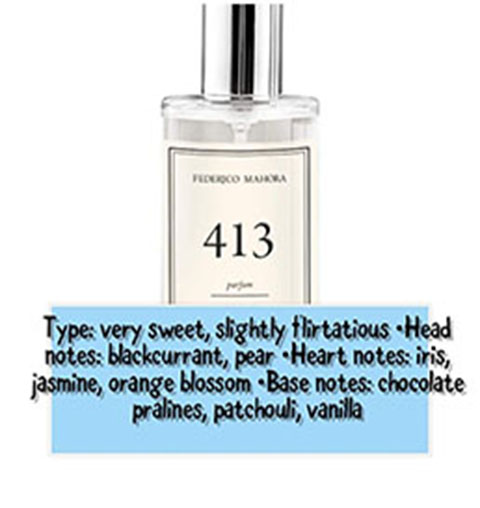 FEDERICO MAHORA
413
parfum
Type: very sweet, slightly flirtatious •Head
notes: blackcurrant, pear •Heart notes: iris,
jasmine, orange blossom •Base notes: chocolate
pralines, patchouli, vanilla